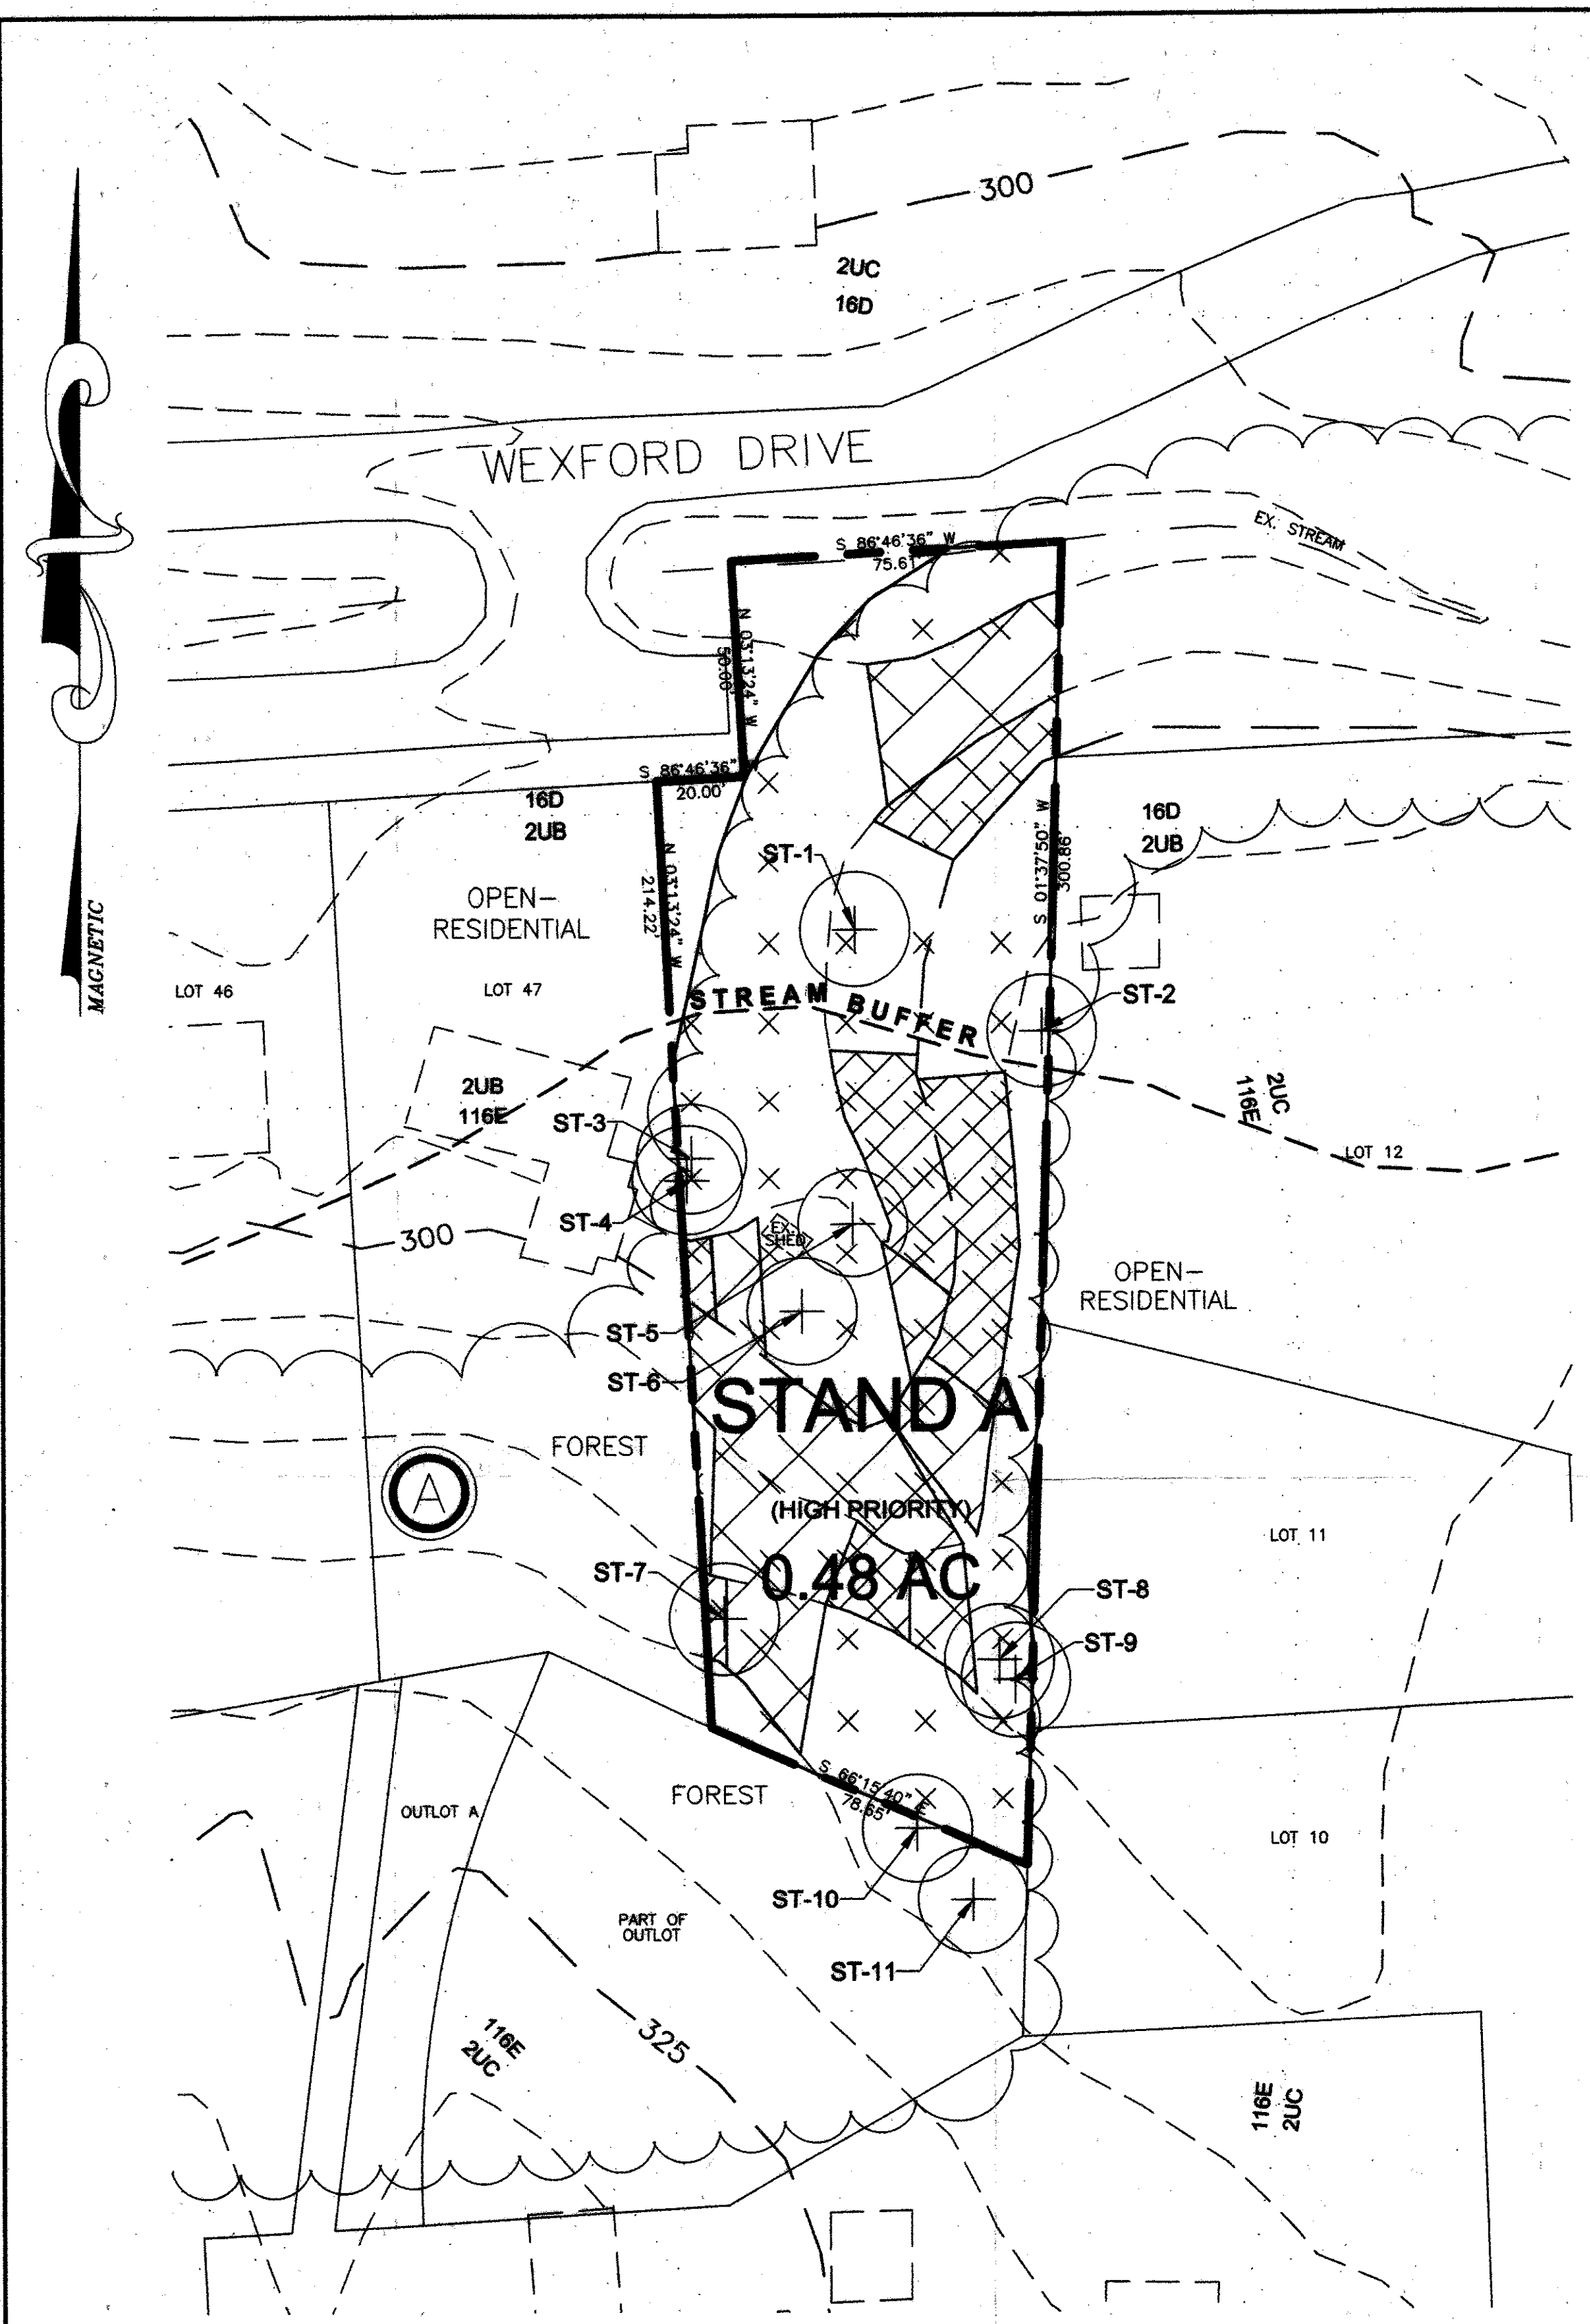 300
2UC
16D
WEXFORD DRIVE
EX. STREAM
S 86°46'36" W
75.61'
N 03°13'24" W
50.00'
S 86°46'36" W
20.00'
16D
2UB
16D
2UB
N 03°13'24" W
214.22'
S 01°37'50" W
300.86'
ST-1
OPEN-
RESIDENTIAL
MAGNETIC
LOT 46
LOT 47
STREAM BUFFER
ST-2
2UB
116E
2UC
116E
ST-3
LOT 12
ST-4
EX.
SHED
300
OPEN-
RESIDENTIAL
ST-5
ST-6
STAND A
FOREST
A
(HIGH PRIORITY)
LOT 11
ST-7
0.48 AC
ST-8
ST-9
S 66°15'40" E
78.65'
FOREST
OUTLOT A
LOT 10
ST-10
PART OF
OUTLOT
ST-11
116E
2UC
325
116E
2UC